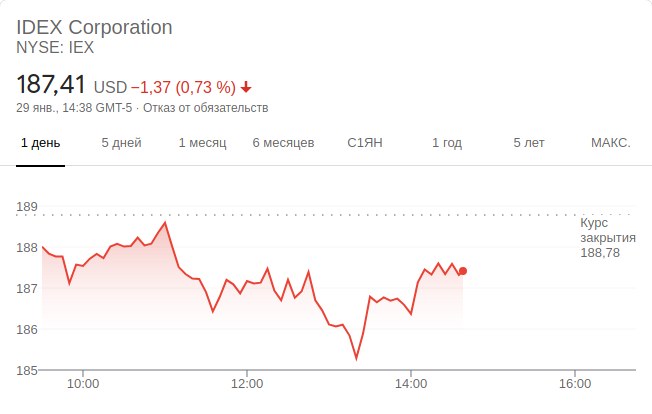 IDEX Corporation
NYSE: IEX
187,41 USD −1,37 (0,73 %)
29 янв., 14:38 GMT-5 · Отказ от обязательств
1 день 5 дней 1 месяц 6 месяцев С1ЯН 1 год 5 лет МАКС.
189
Курс
закрытия
188,78
188
187
186
185
10:00 12:00 14:00 16:00